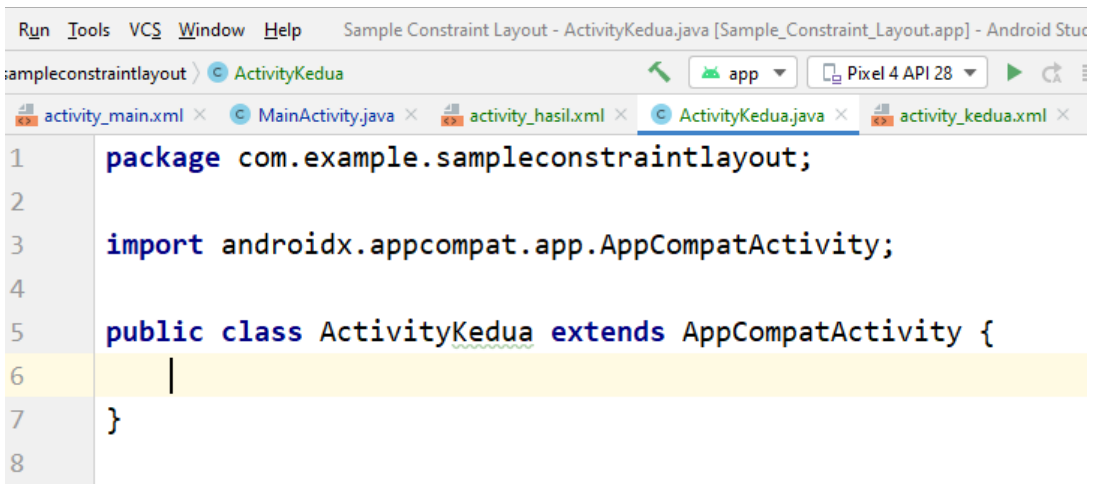 Run Tools VCS Window Help Sample Constraint Layout - ActivityKedua.java [Sample_Constraint_Layout.app] - Android Stud
sampleconstraintlayout ActivityKedua app Pixel 4 API 28
activity_main.xml MainActivity.java activity_hasil.xml ActivityKedua.java activity_kedua.xml
1 package com.example.sampleconstraintlayout;
2
3 import androidx.appcompat.app.AppCompatActivity;
4
5 public class ActivityKedua extends AppCompatActivity {
6
7 }
8